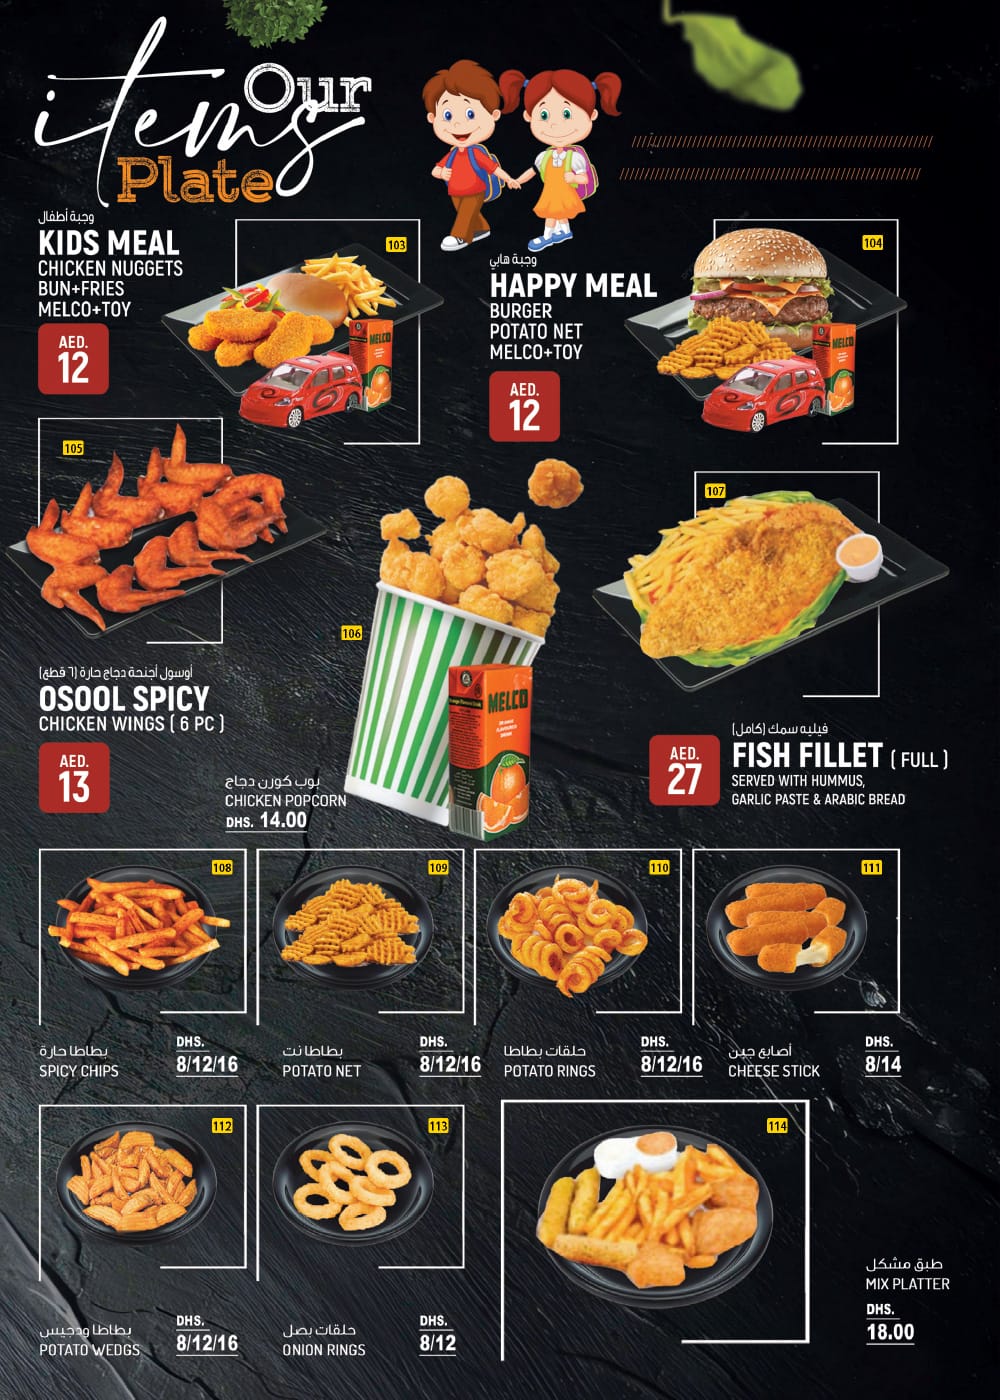 Our
items
Plate
وجبة أطفال
KIDS MEAL
CHICKEN NUGGETS
BUN+FRIES
MELCO+TOY
AED.
12
103
MELCO
وجبة هابي
HAPPY MEAL
BURGER
POTATO NET
MELCO+TOY
AED.
12
104
MELCO
105
أوسول أجنحة دجاج حارة (٦ قطع)
OSOOL SPICY
CHICKEN WINGS ( 6 PC )
AED.
13
106
MELCO
ORANGE
FLAVOURED
DRINK
بوب كورن دجاج
CHICKEN POPCORN
DHS. 14.00
107
فيليه سمك (كامل)
FISH FILLET ( FULL )
SERVED WITH HUMMUS,
GARLIC PASTE & ARABIC BREAD
AED.
27
108
بطاطا حارة
SPICY CHIPS
DHS.
8/12/16
109
بطاطا نت
POTATO NET
DHS.
8/12/16
110
حلقات بطاطا
POTATO RINGS
DHS.
8/12/16
111
أصابع جبن
CHEESE STICK
DHS.
8/14
112
بطاطا ودجيس
POTATO WEDGS
DHS.
8/12/16
113
حلقات بصل
ONION RINGS
DHS.
8/12
114
طبق مشكل
MIX PLATTER
DHS.
18.00